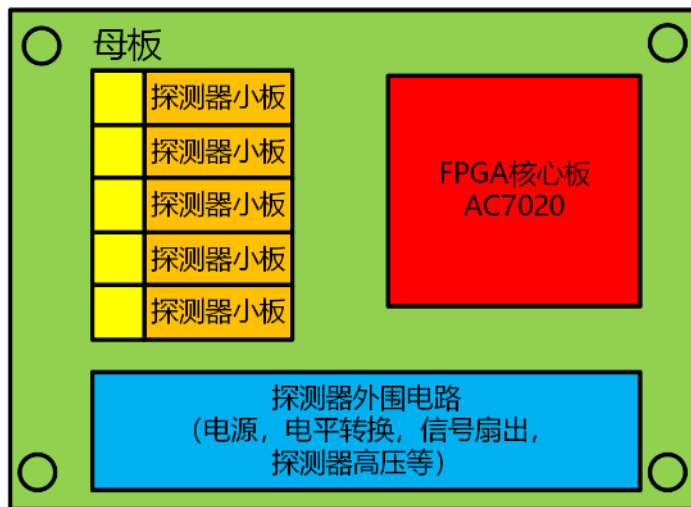 母板
探测器小板
探测器小板
探测器小板
探测器小板
探测器小板
FPGA核心板
AC7020
探测器外围电路
（电源，电平转换，信号扇出，
探测器高压等）